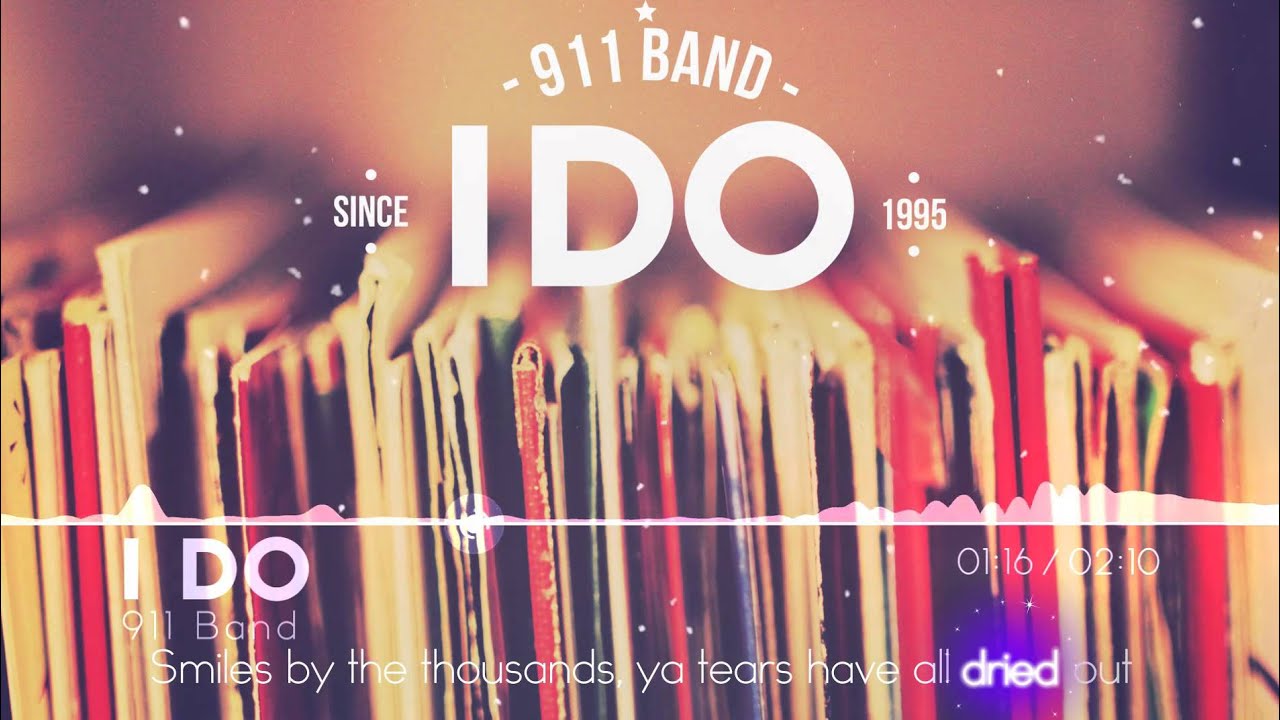 - 911 BAND -
SINCE
I DO
1995
I DO
01:16 / 02:10
911 Band
Smiles by the thousands, ya tears have all dried out